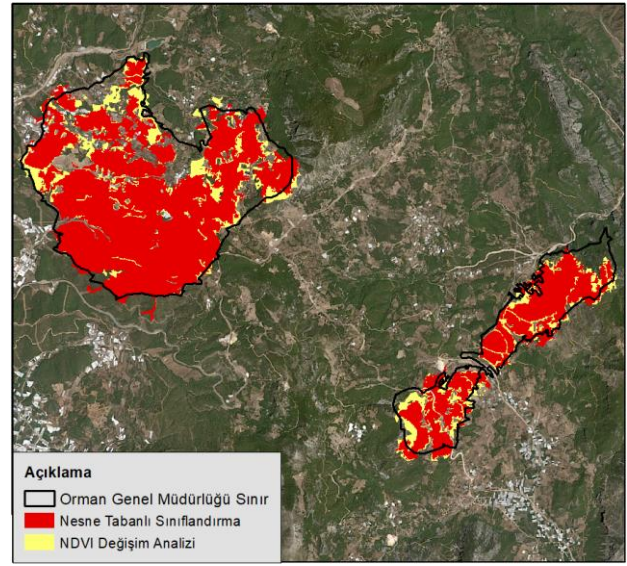 Açıklama
Orman Genel Müdürlüğü Sınır
Nesne Tabanlı Sınıflandırma
NDVI Değişim Analizi